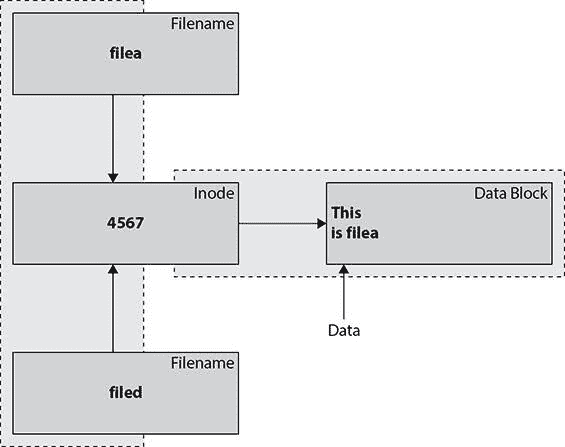 Filename
filea
Inode
4567
Data Block
This
is filea
Data
Filename
filed